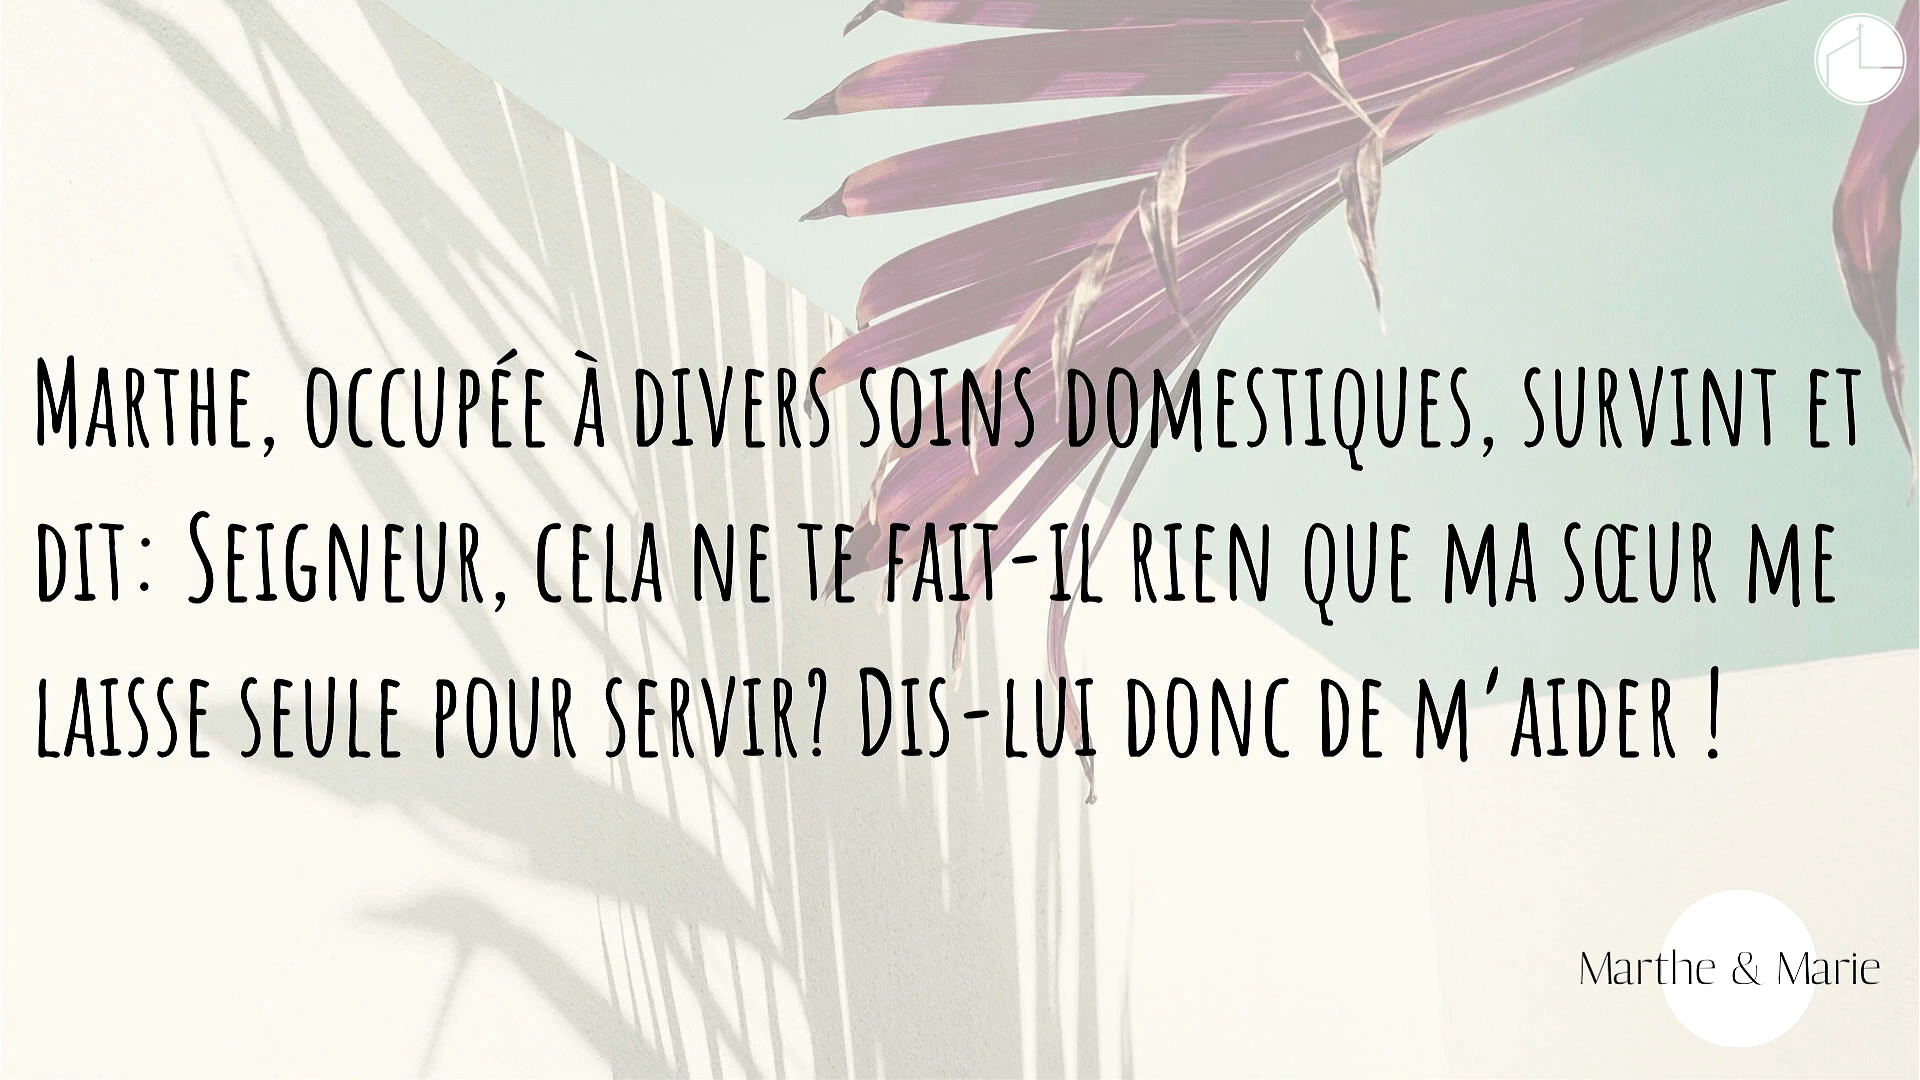 Marthe, occupée à divers soins domestiques, survint et
dit: Seigneur, cela ne te fait-il rien que ma sœur me
laisse seule pour servir? Dis-lui donc de m'aider !
Marthe & Marie